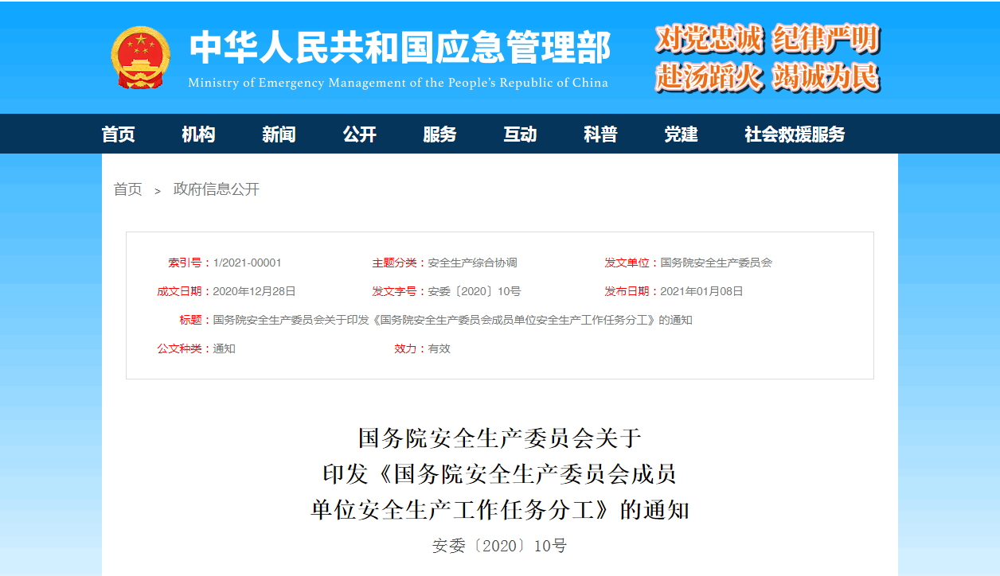 中华人民共和国应急管理部
Ministry of Emergency Management of the People's Republic of China
对党忠诚 纪律严明
赴汤蹈火 竭诚为民
首页 机构 新闻 公开 服务 互动 科普 党建 社会救援服务
首页 > 政府信息公开
索引号：1/2021-00001 主题分类：安全生产综合协调 发文单位：国务院安全生产委员会
成文日期：2020年12月28日 发文字号：安委〔2020〕10号 发布日期：2021年01月08日
标题：国务院安全生产委员会关于印发《国务院安全生产委员会成员单位安全生产工作任务分工》的通知
公文种类：通知 效力：有效
国务院安全生产委员会关于
印发《国务院安全生产委员会成员
单位安全生产工作任务分工》的通知
安委〔2020〕10号